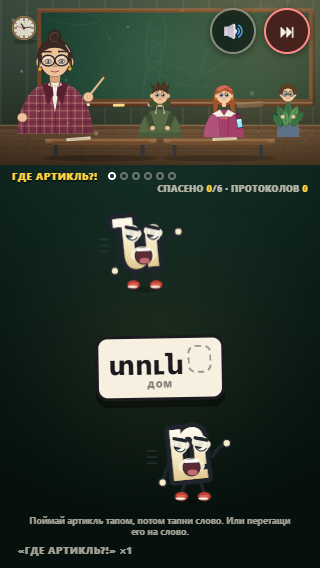 ГДЕ АРТИКЛЬ?!
СПАСЕНО 0/6 · ПРОТОКОЛОВ 0
տուն
ДОМ
Поймай артикль тапом, потом тапни слово. Или перетащи
его на слово.
«ГДЕ АРТИКЛЬ?!» ×1